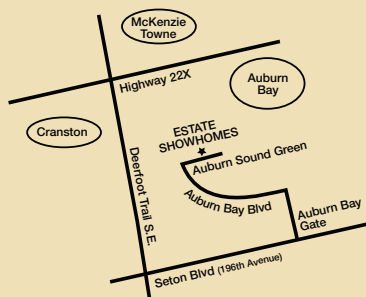 McKenzie
Towne
Highway 22X
Auburn
Bay
Cranston
ESTATE
SHOWHOMES
Auburn Sound Green
Deerfoot Trail S.E.
Auburn Bay Blvd
Auburn Bay
Gate
Seton Blvd (196th Avenue)